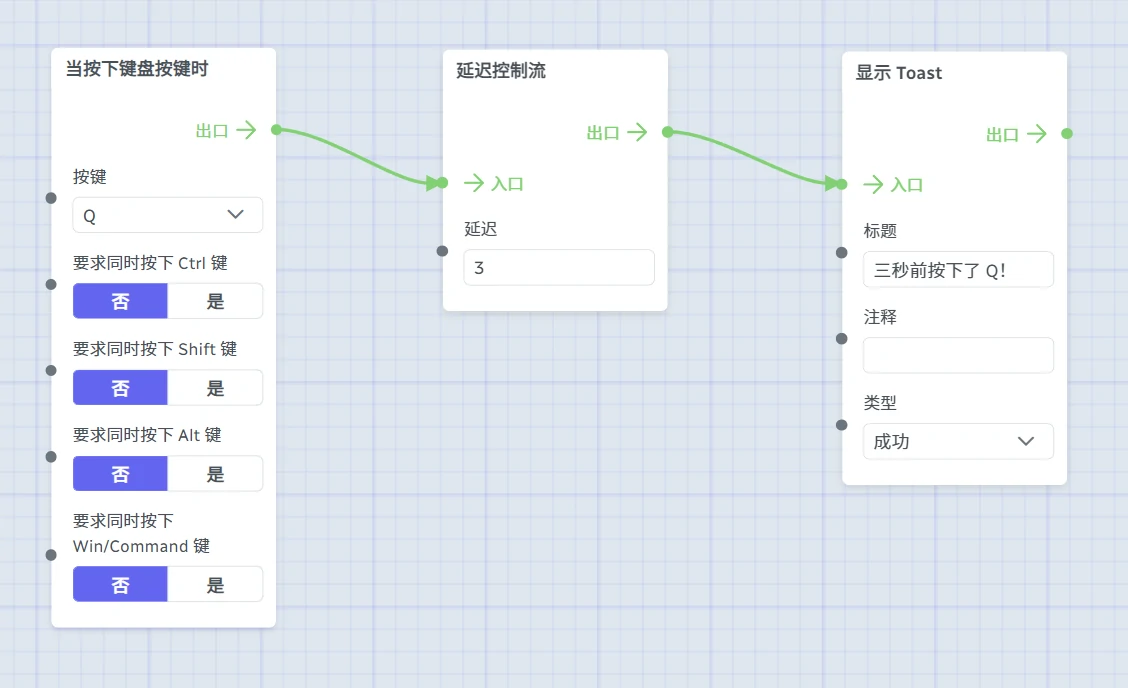 当按下键盘按键时
出口
按键
Q
要求同时按下 Ctrl 键
否 是
要求同时按下 Shift 键
否 是
要求同时按下 Alt 键
否 是
要求同时按下
Win/Command 键
否 是
延迟控制流
出口
入口
延迟
3
显示 Toast
出口
入口
标题
三秒前按下了 Q!
注释
类型
成功